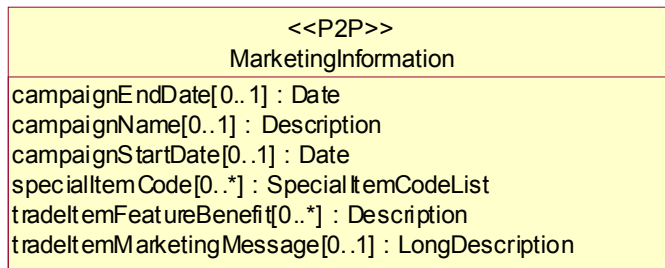 <<P2P>>
MarketingInformation
campaignEndDate[0..1] : Date
campaignName[0..1] : Description
campaignStartDate[0..1] : Date
specialItemCode[0..*] : SpecialItemCodeList
tradeItemFeatureBenefit[0..*] : Description
tradeItemMarketingMessage[0..1] : LongDescription